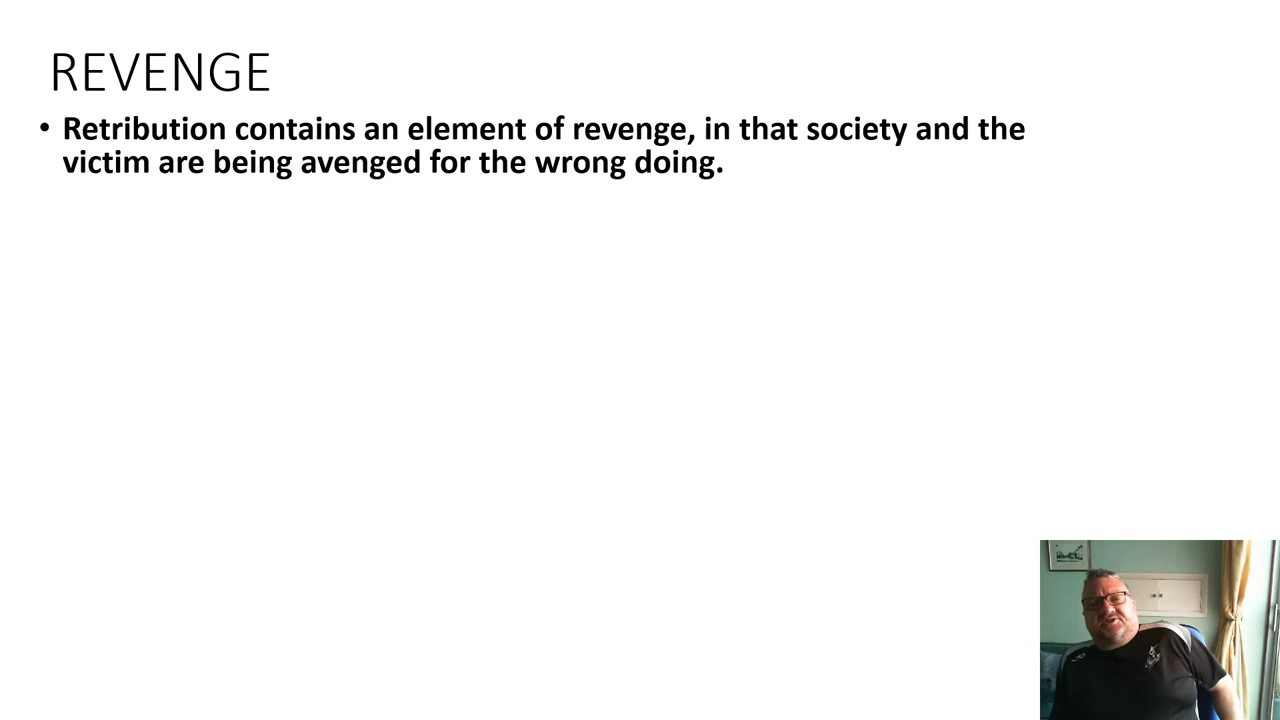 REVENGE
• Retribution contains an element of revenge, in that society and the
victim are being avenged for the wrong doing.